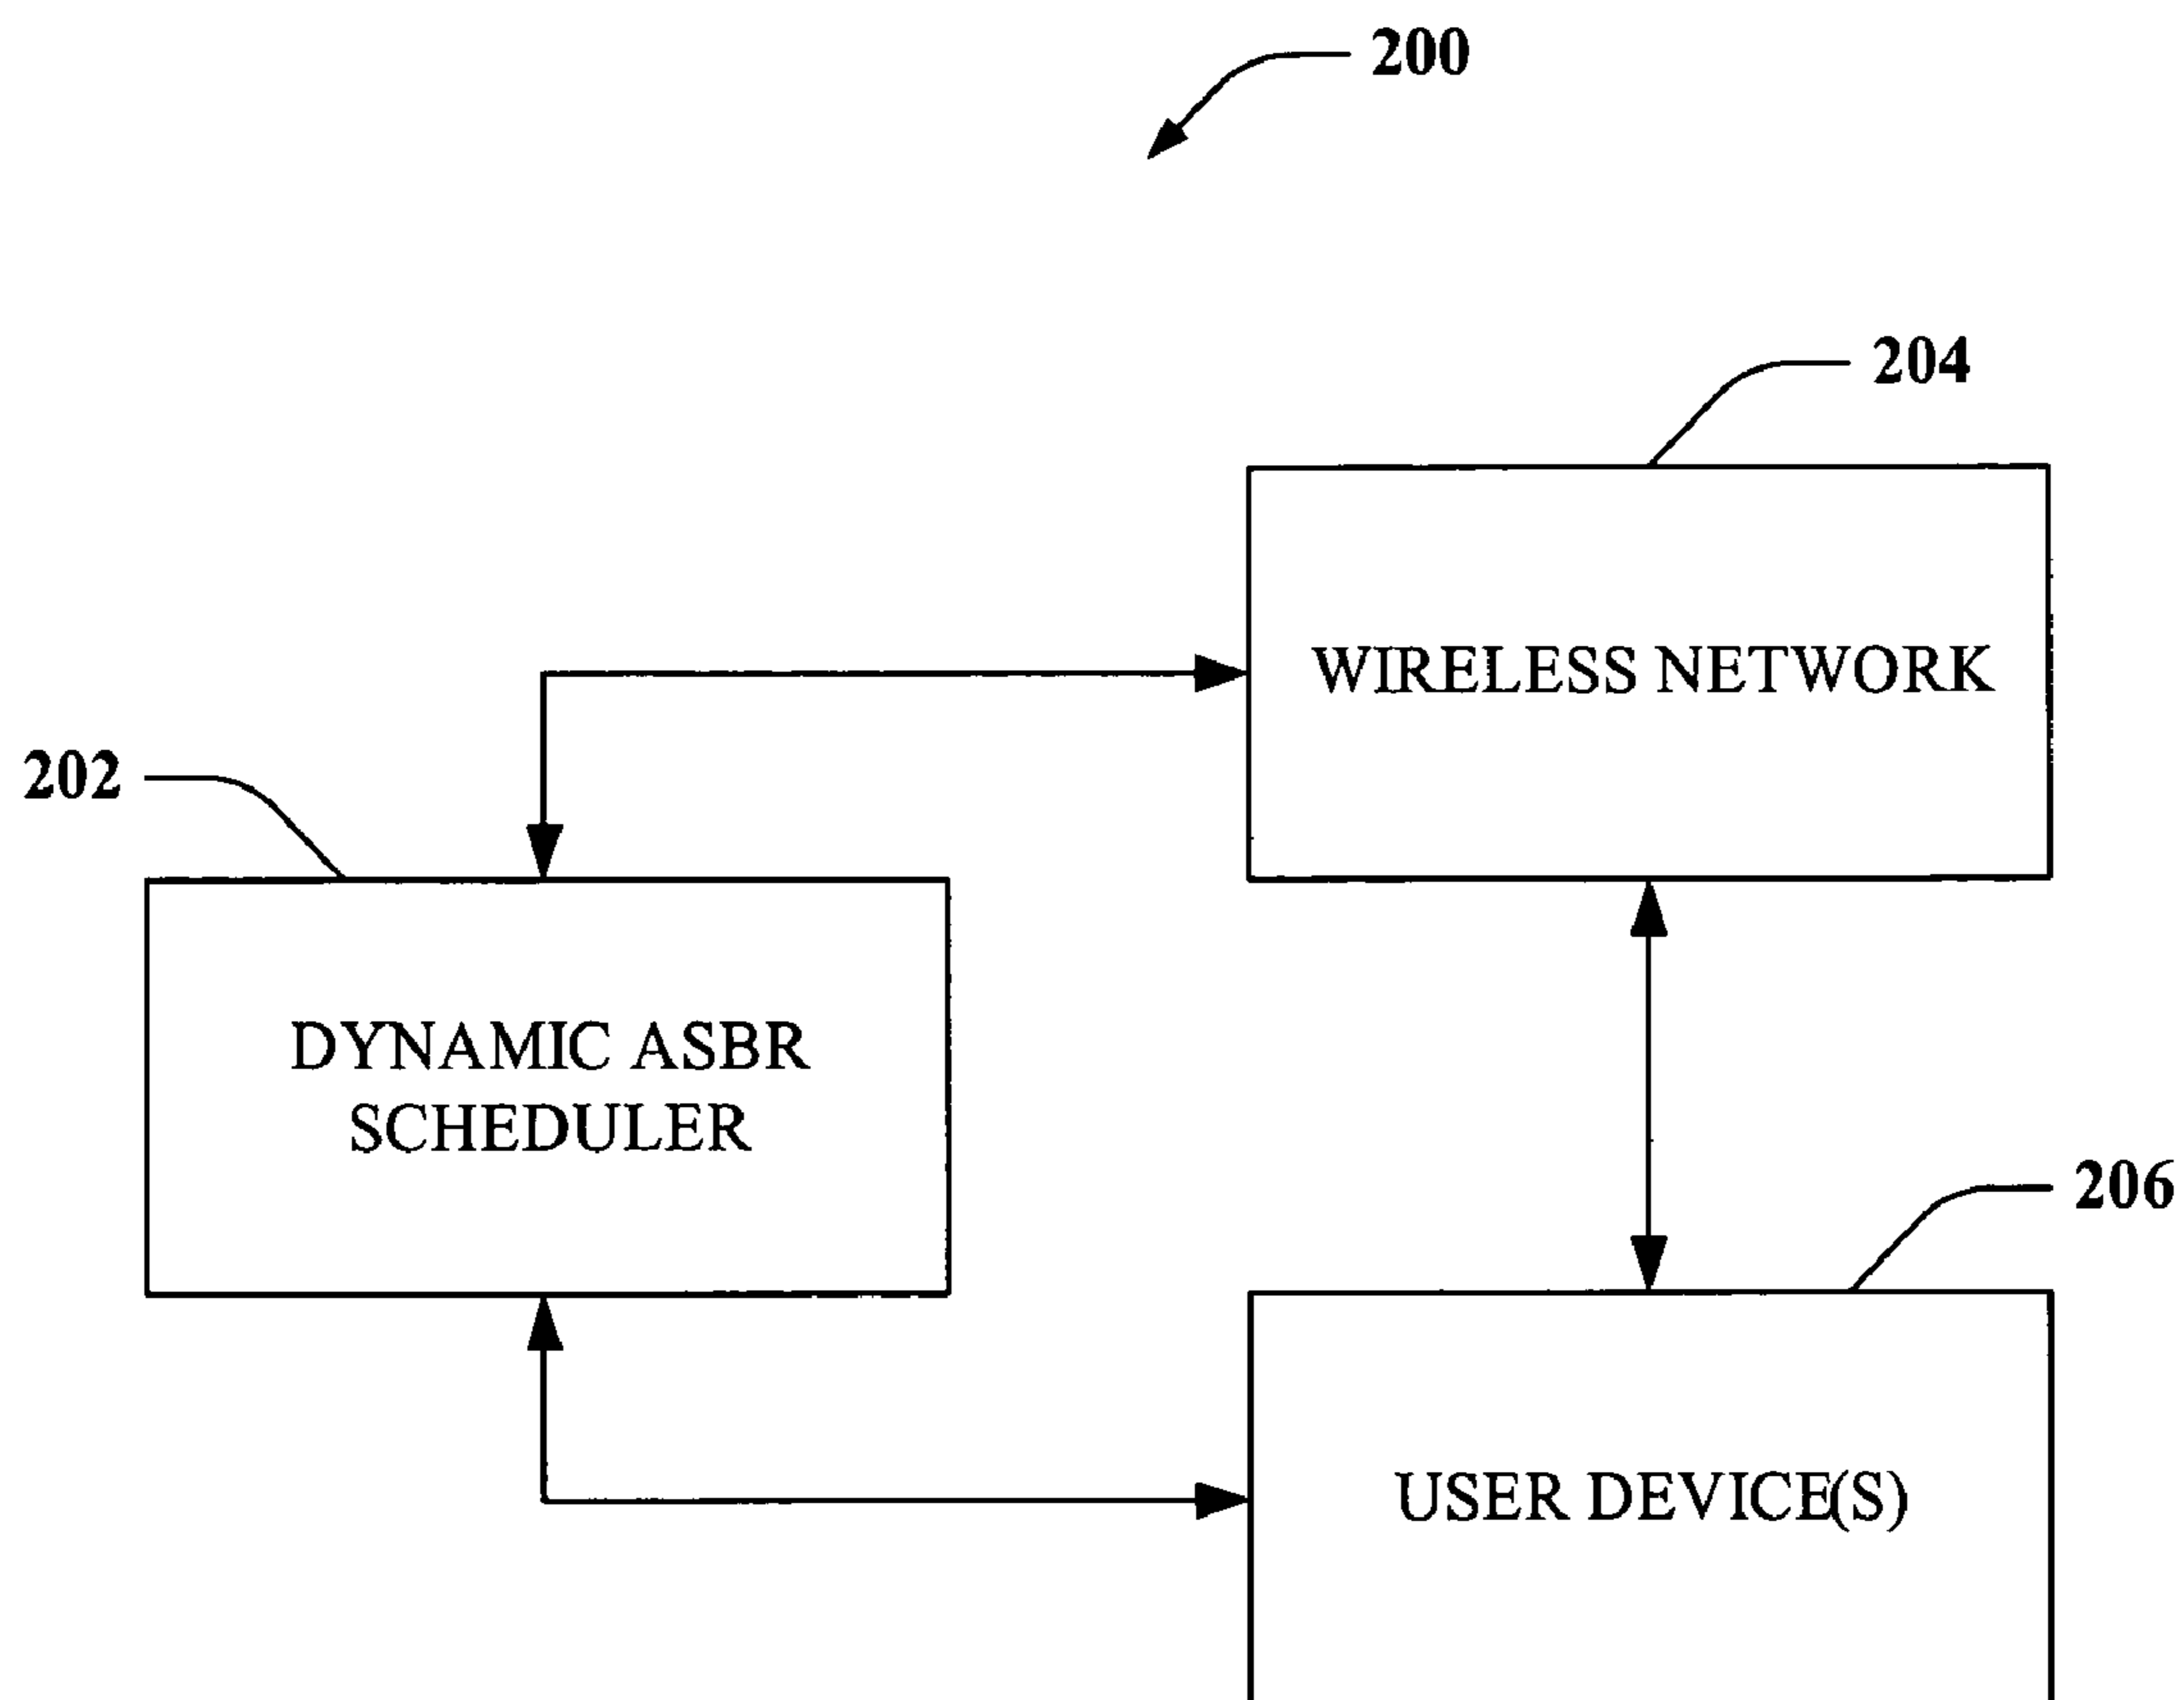 200
204
WIRELESS NETWORK
202
DYNAMIC ASBR
SCHEDULER
206
USER DEVICE(S)